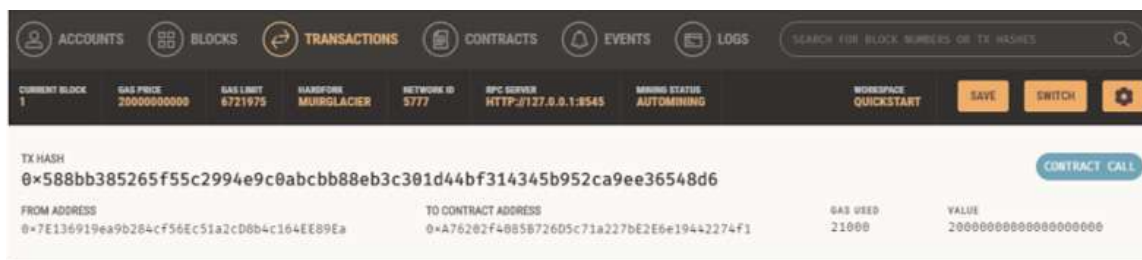 ACCOUNTS BLOCKS TRANSACTIONS CONTRACTS EVENTS LOGS SEARCH FOR BLOCK NUMBERS OR TX HASHES
CURRENT BLOCK GAS PRICE GAS LIMIT HARDFORK NETWORK ID RPC SERVER MINING STATUS WORKSPACE
1 20000000000 6721975 MUIRGLACIER 5777 HTTP://127.0.0.1:8545 AUTOMINING QUICKSTART SAVE SWITCH
TX HASH
0×588bb385265f55c2994e9c0abcbb88eb3c301d44bf314345b952ca9ee36548d6 CONTRACT CALL
FROM ADDRESS TO CONTRACT ADDRESS GAS USED VALUE
0×7E136919ea9b284cf56Ec51a2cD8b4c164EE89Ea 0×A76202f4085B726D5c71a227bE2E6e19442274f1 21000